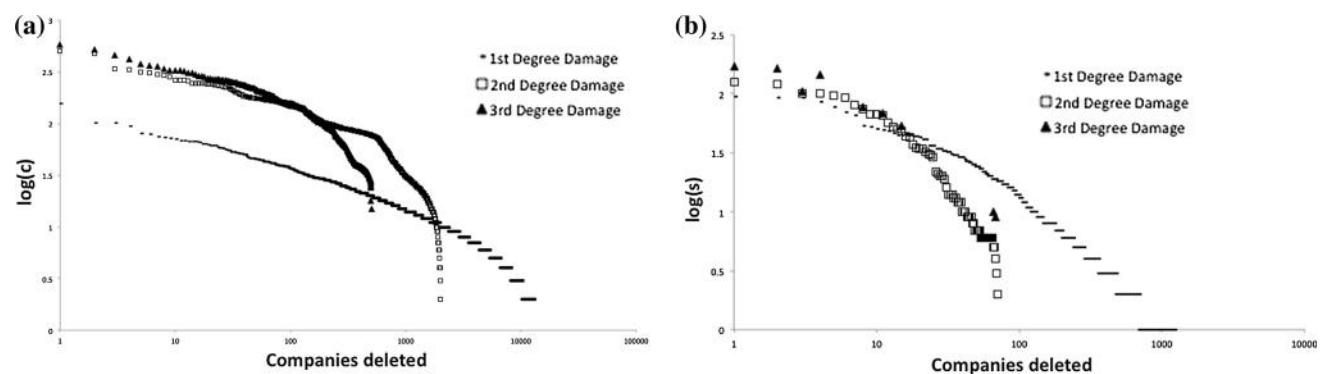 (a)
3
2.5
2
1.5
1
0.5
0
log(c)
1
10
100
1000
10000
100000
Companies deleted
1st Degree Damage
2nd Degree Damage
3rd Degree Damage
(b)
2.5
2
1.5
1
0.5
0
log(s)
1
10
100
1000
10000
Companies deleted
1st Degree Damage
2nd Degree Damage
3rd Degree Damage